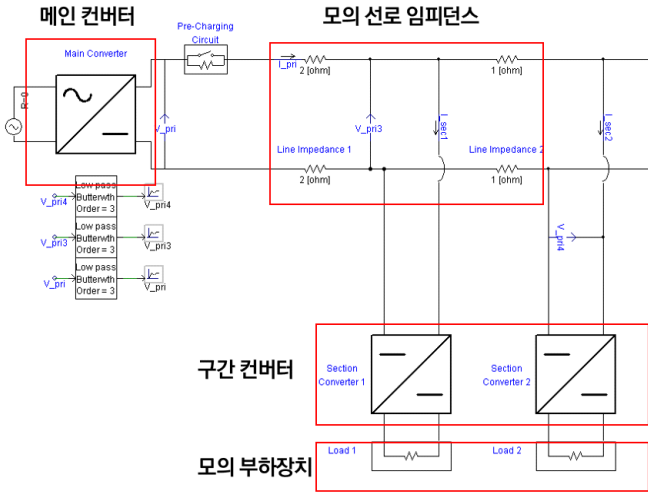 메인 컨버터
모의 선로 임피던스
Pre-Charging
Circuit
Main Converter
I_pri
2 [ohm]
1 [ohm]
R=0
V_pri
V_pri3
I_sec1
I_sec2
Line Impedance 1
Line Impedance 2
2 [ohm]
1 [ohm]
Low pass
Butterwth
Order = 3
V_pri4
V_pri4
Low pass
Butterwth
Order = 3
V_pri3
V_pri3
Low pass
Butterwth
Order = 3
V_pri
V_pri
V_pri4
구간 컨버터
Section
Converter 1
Section
Converter 2
모의 부하장치
Load 1
Load 2